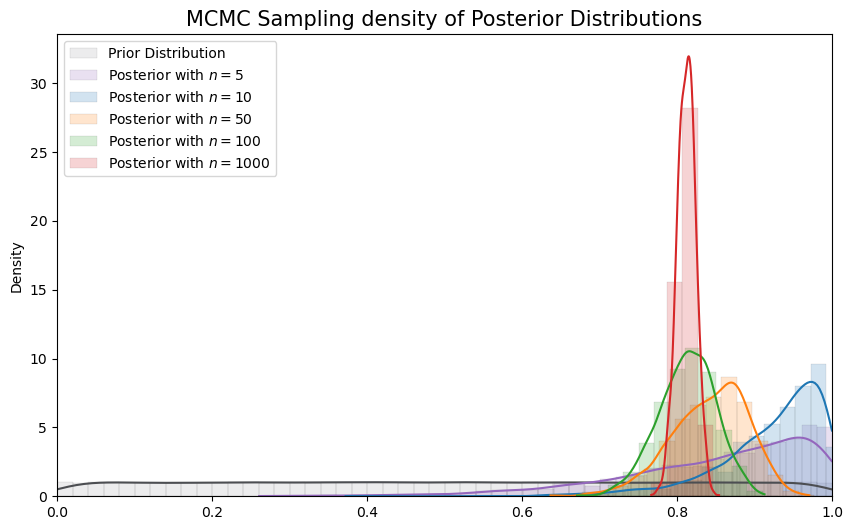 MCMC Sampling density of Posterior Distributions
Prior Distribution
Posterior with n = 5
Posterior with n = 10
Posterior with n = 50
Posterior with n = 100
Posterior with n = 1000
Density
30
25
20
15
10
5
0
0.0 0.2 0.4 0.6 0.8 1.0